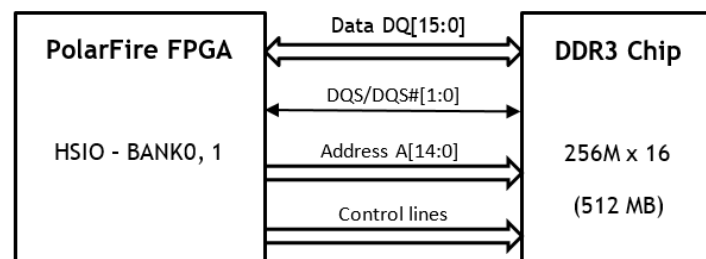 PolarFire FPGA
HSIO - BANK0, 1
Data DQ[15:0]
DQS/DQS#[1:0]
Address A[14:0]
Control lines
DDR3 Chip
256M x 16
(512 MB)